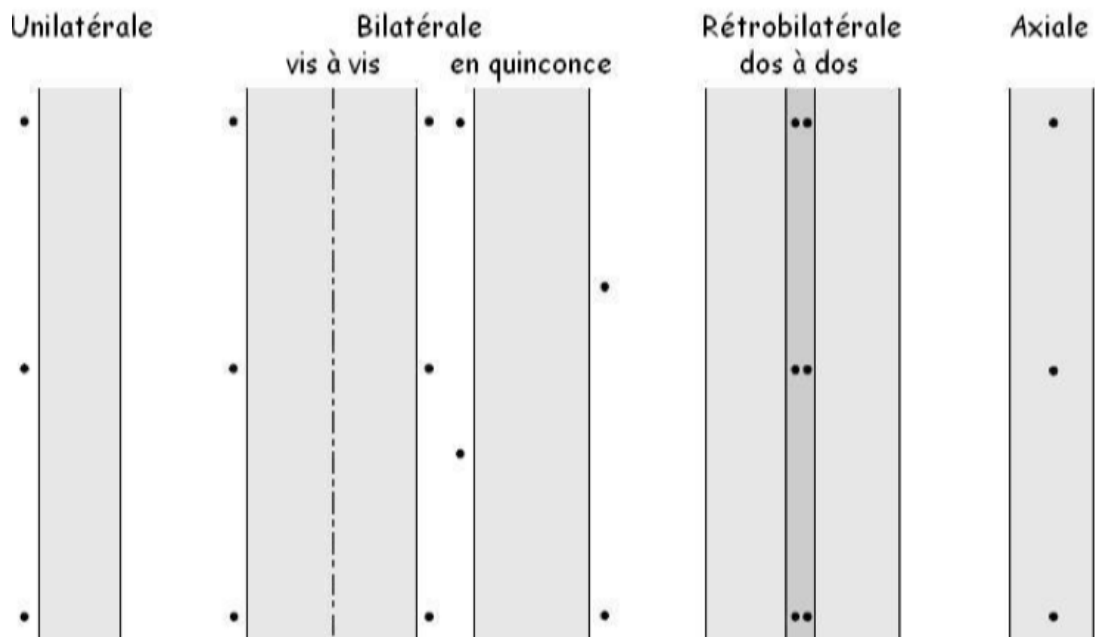 Unilatérale
Bilatérale
Rétrobilatérale
Axiale
vis à vis
en quinconce
dos à dos